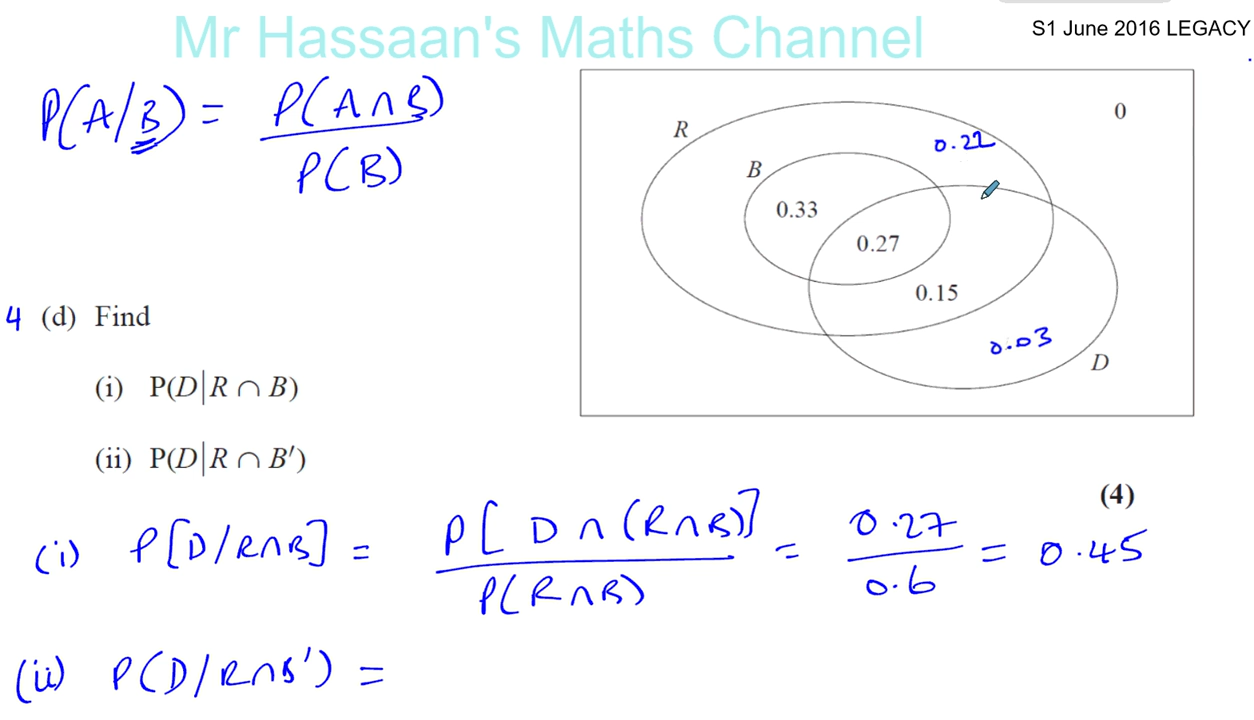 Mr Hassaan's Maths Channel
S1 June 2016 LEGACY
P(A/B) = P(A∩B) / P(B)
R
B
D
0
0.22
0.33
0.27
0.15
0.03
4 (d) Find
(i) P(D|R ∩ B)
(ii) P(D|R ∩ B′)
(4)
(i) P[D/R∩B] = P[D∩(R∩B)] / P(R∩B) = 0.27 / 0.6 = 0.45
(ii) P(D/R∩B') =